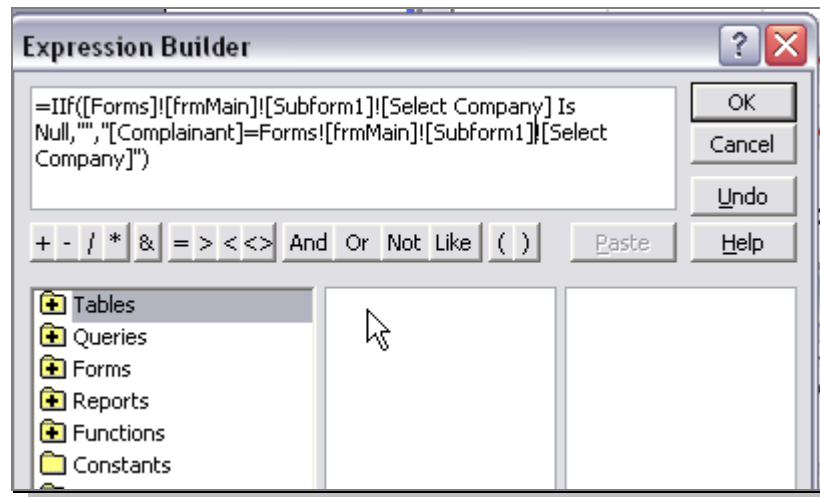 Expression Builder
?
=IIf([Forms]![frmMain]![Subform1]![Select Company] Is
Null,"","[Complainant]=Forms![frmMain]![Subform1]![Select
Company]")
OK
Cancel
Undo
+ - / * & = > < <> And Or Not Like ( ) Paste Help
Tables
Queries
Forms
Reports
Functions
Constants